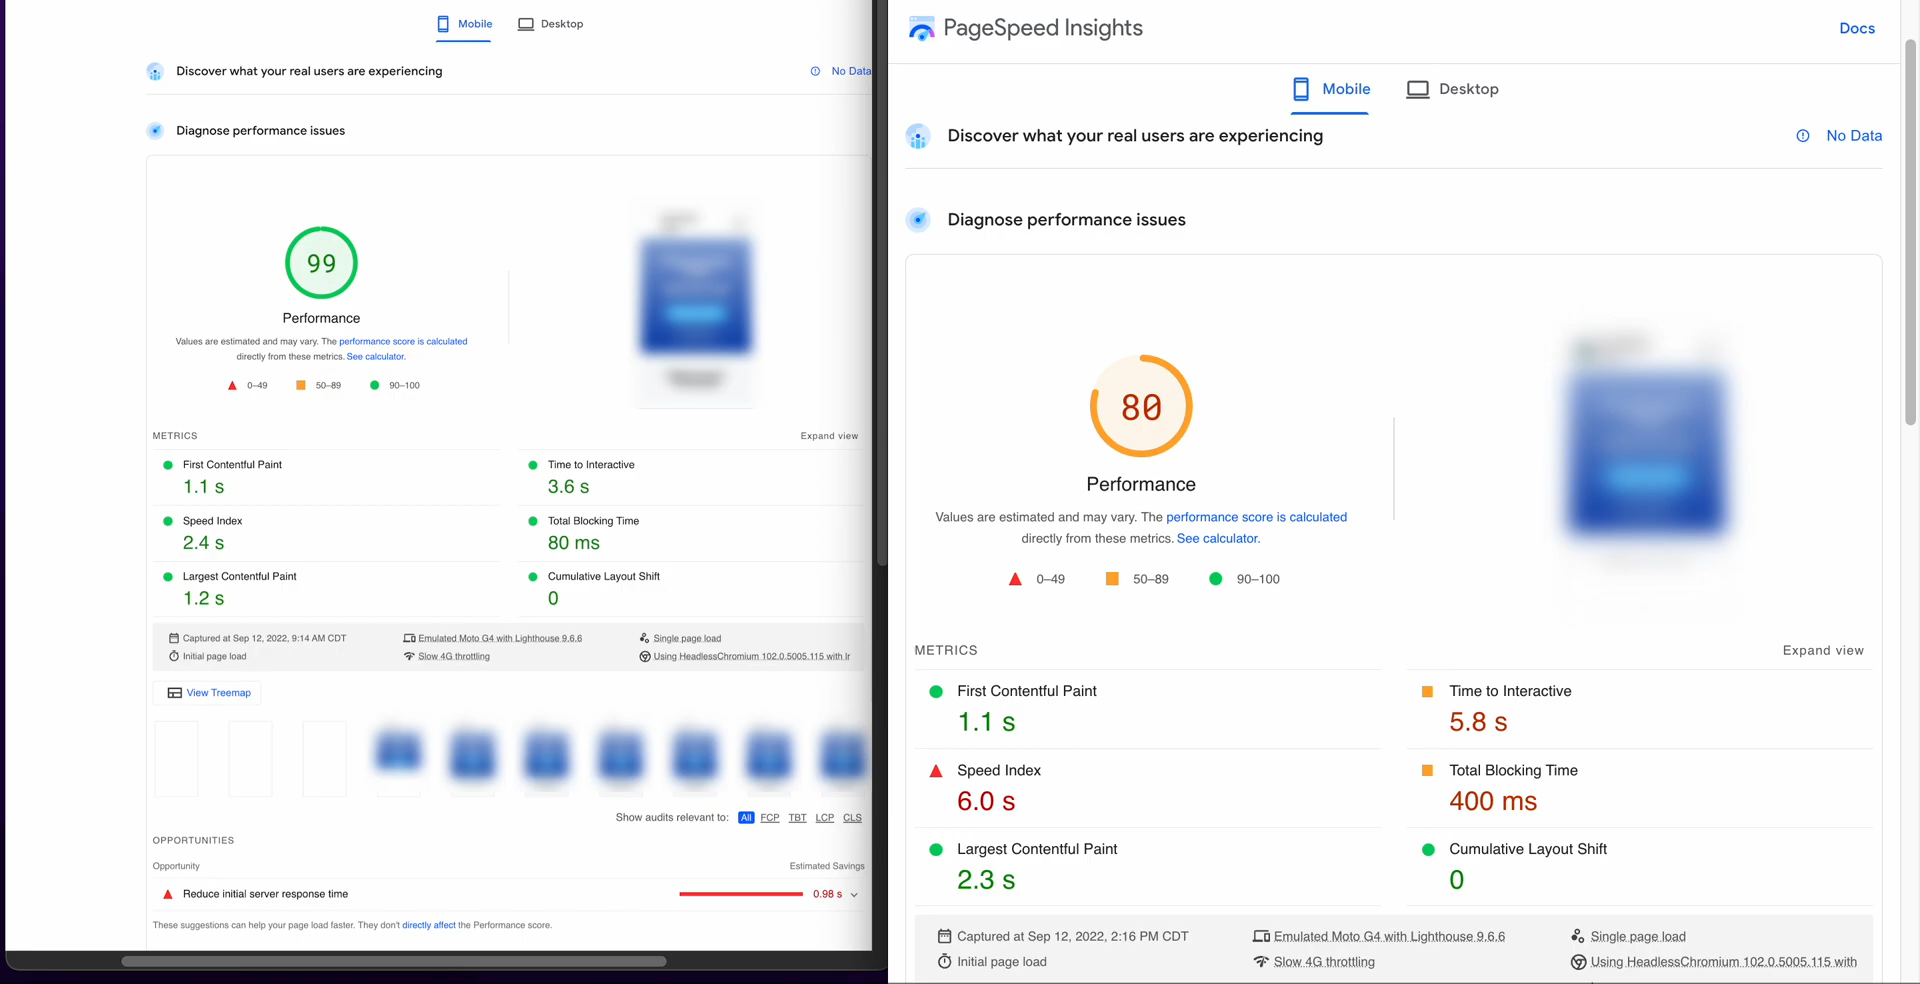 Mobile
Desktop
Discover what your real users are experiencing
No Data
Diagnose performance issues
99
Performance
Values are estimated and may vary. The performance score is calculated
directly from these metrics. See calculator.
0–49
50–89
90–100
METRICS
Expand view
First Contentful Paint
1.1 s
Time to Interactive
3.6 s
Speed Index
2.4 s
Total Blocking Time
80 ms
Largest Contentful Paint
1.2 s
Cumulative Layout Shift
0
Captured at Sep 12, 2022, 9:14 AM CDT
Emulated Moto G4 with Lighthouse 9.6.6
Single page load
Initial page load
Slow 4G throttling
Using HeadlessChromium 102.0.5005.115 with lr
View Treemap
Show audits relevant to: All FCP TBT LCP CLS
OPPORTUNITIES
Opportunity
Estimated Savings
Reduce initial server response time
0.98 s
These suggestions can help your page load faster. They don't directly affect the Performance score.
PageSpeed Insights
Docs
Mobile
Desktop
Discover what your real users are experiencing
No Data
Diagnose performance issues
80
Performance
Values are estimated and may vary. The performance score is calculated
directly from these metrics. See calculator.
0–49
50–89
90–100
METRICS
Expand view
First Contentful Paint
1.1 s
Time to Interactive
5.8 s
Speed Index
6.0 s
Total Blocking Time
400 ms
Largest Contentful Paint
2.3 s
Cumulative Layout Shift
0
Captured at Sep 12, 2022, 2:16 PM CDT
Emulated Moto G4 with Lighthouse 9.6.6
Single page load
Initial page load
Slow 4G throttling
Using HeadlessChromium 102.0.5005.115 with